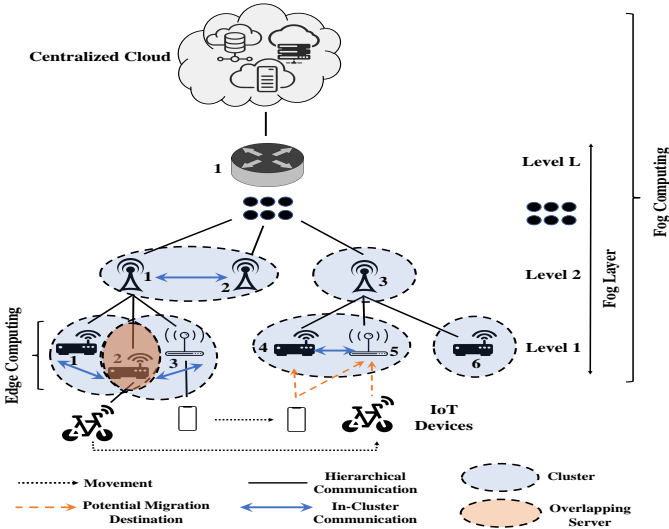 Centralized Cloud
1
Level L
Fog Computing
Fog Layer
1
2
3
Level 2
Edge Computing
1
2
3
4
5
6
Level 1
IoT
Devices
Movement
Hierarchical
Communication
Cluster
Potential Migration
Destination
In-Cluster
Communication
Overlapping
Server